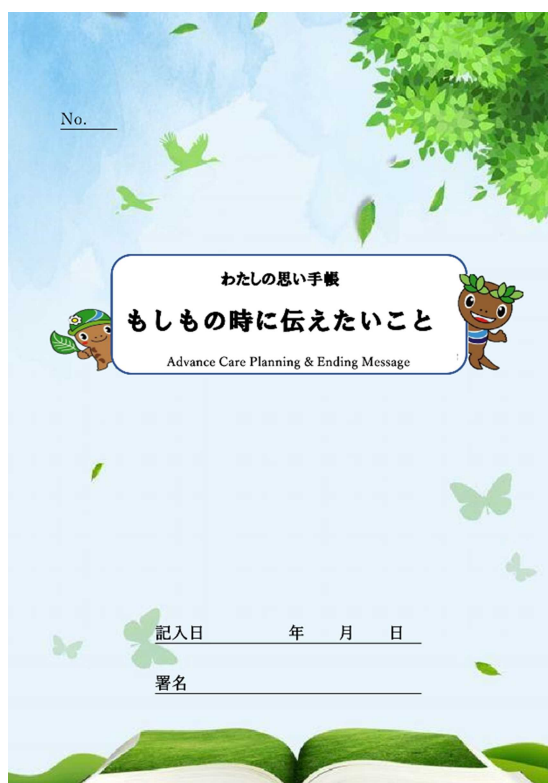 No.
わたしの思い手帳
もしもの時に伝えたいこと
Advance Care Planning & Ending Message
記入日 年 月 日
署名